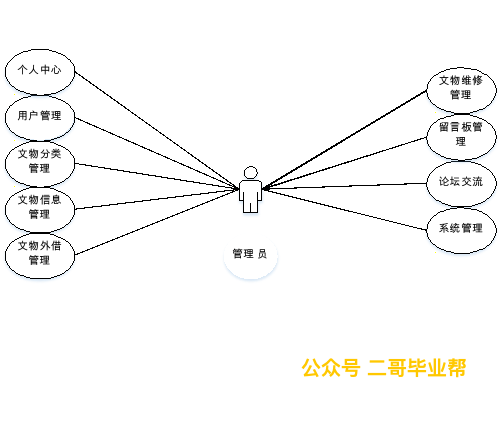 个人中心
用户管理
文物分类
管理
文物信息
管理
文物外借
管理
管理 员
文物维修
管理
留言板管
理
论坛交流
系统管理
公众号 二哥毕业帮